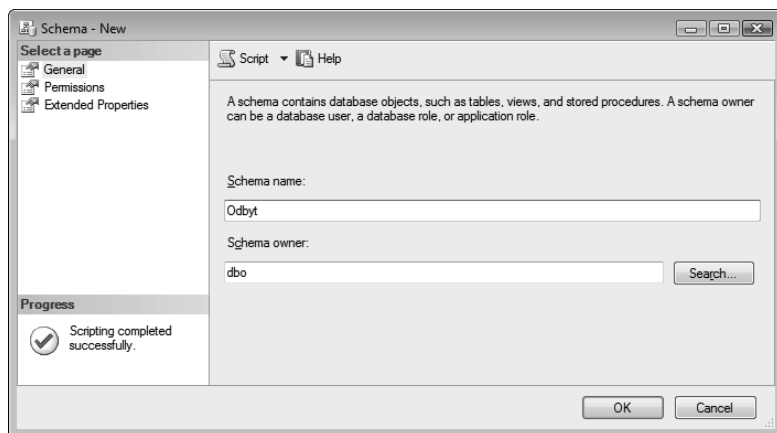 Schema - New
Select a page
General
Permissions
Extended Properties
Script Help
A schema contains database objects, such as tables, views, and stored procedures. A schema owner
can be a database user, a database role, or application role.
Schema name:
Odbyt
Schema owner:
dbo
Search...
Progress
Scripting completed
successfully.
OK
Cancel